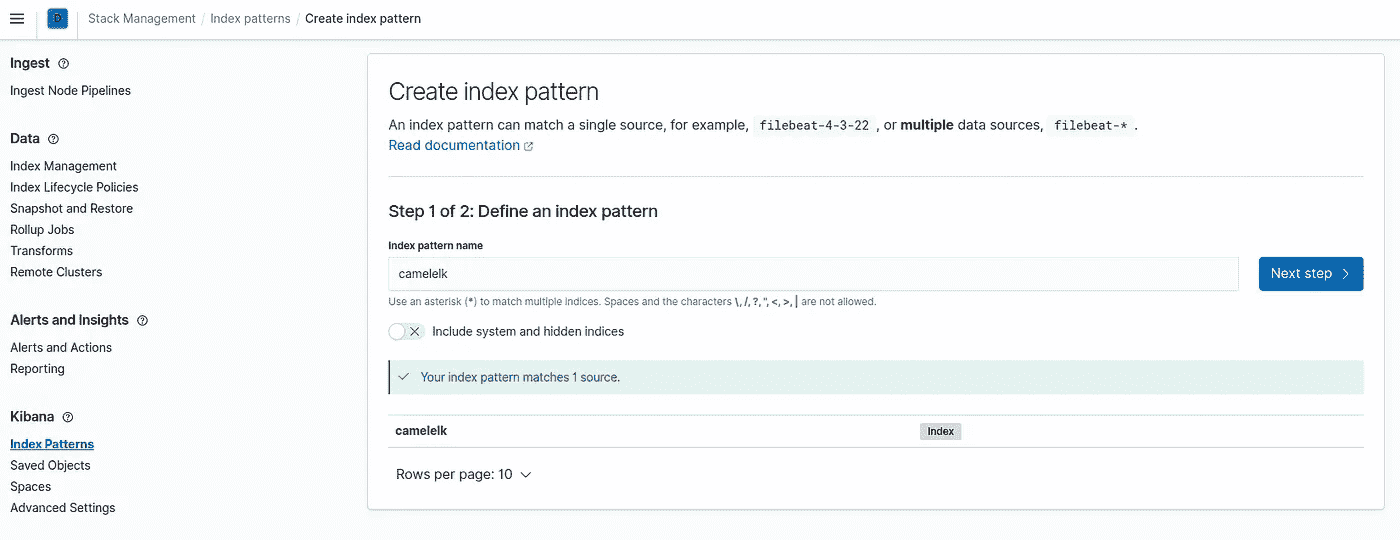 D Stack Management / Index patterns / Create index pattern
Ingest
Ingest Node Pipelines
Data
Index Management
Index Lifecycle Policies
Snapshot and Restore
Rollup Jobs
Transforms
Remote Clusters
Alerts and Insights
Alerts and Actions
Reporting
Kibana
Index Patterns
Saved Objects
Spaces
Advanced Settings
Create index pattern
An index pattern can match a single source, for example, filebeat-4-3-22 , or multiple data sources, filebeat-* .
Read documentation
Step 1 of 2: Define an index pattern
Index pattern name
camelelk
Next step
Use an asterisk (*) to match multiple indices. Spaces and the characters \, /, ?, ", <, >, | are not allowed.
Include system and hidden indices
Your index pattern matches 1 source.
camelelk Index
Rows per page: 10